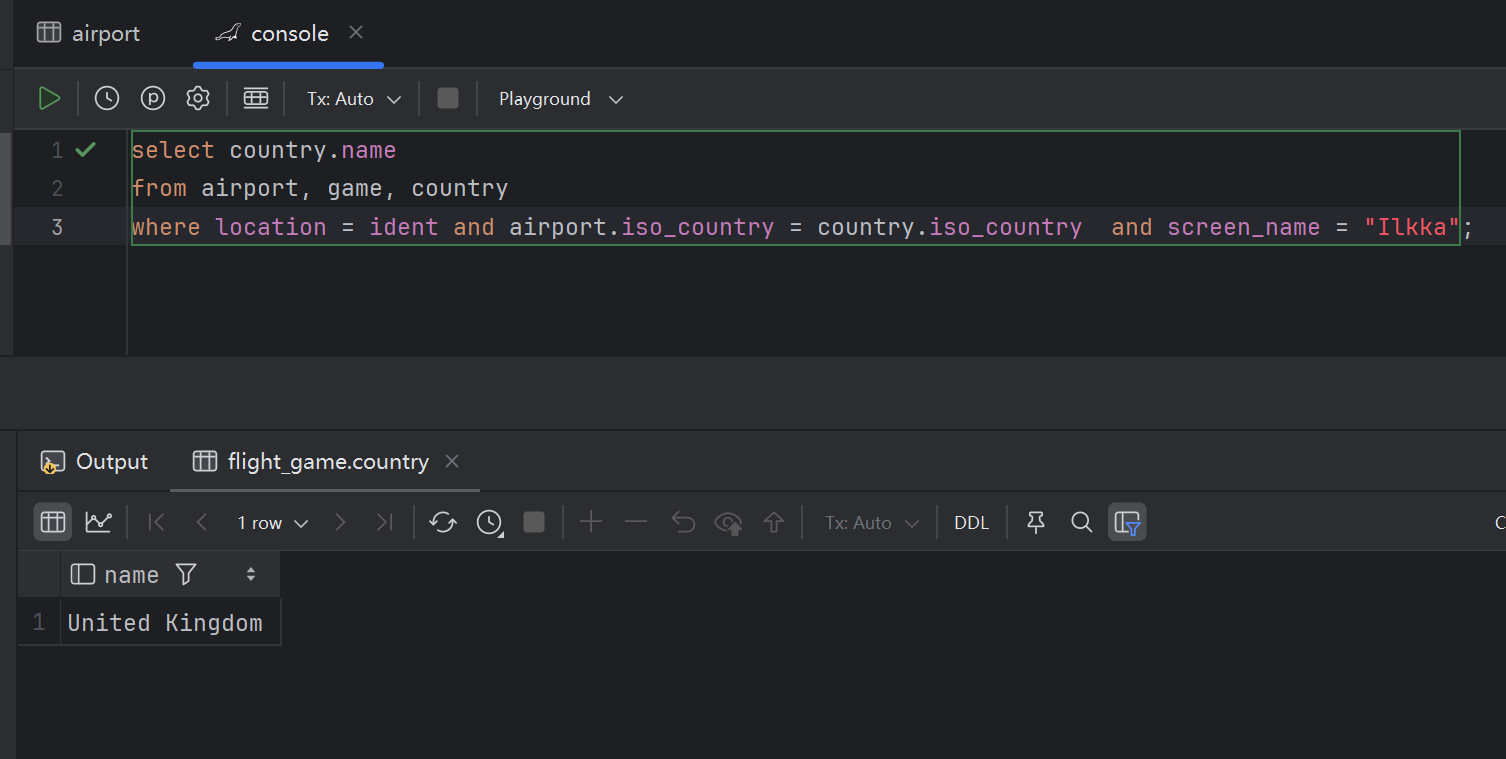 airport console
Tx: Auto Playground
1 select country.name
2 from airport, game, country
3 where location = ident and airport.iso_country = country.iso_country  and screen_name = "Ilkka";
Output flight_game.country
1 row Tx: Auto DDL C
name
1 United Kingdom